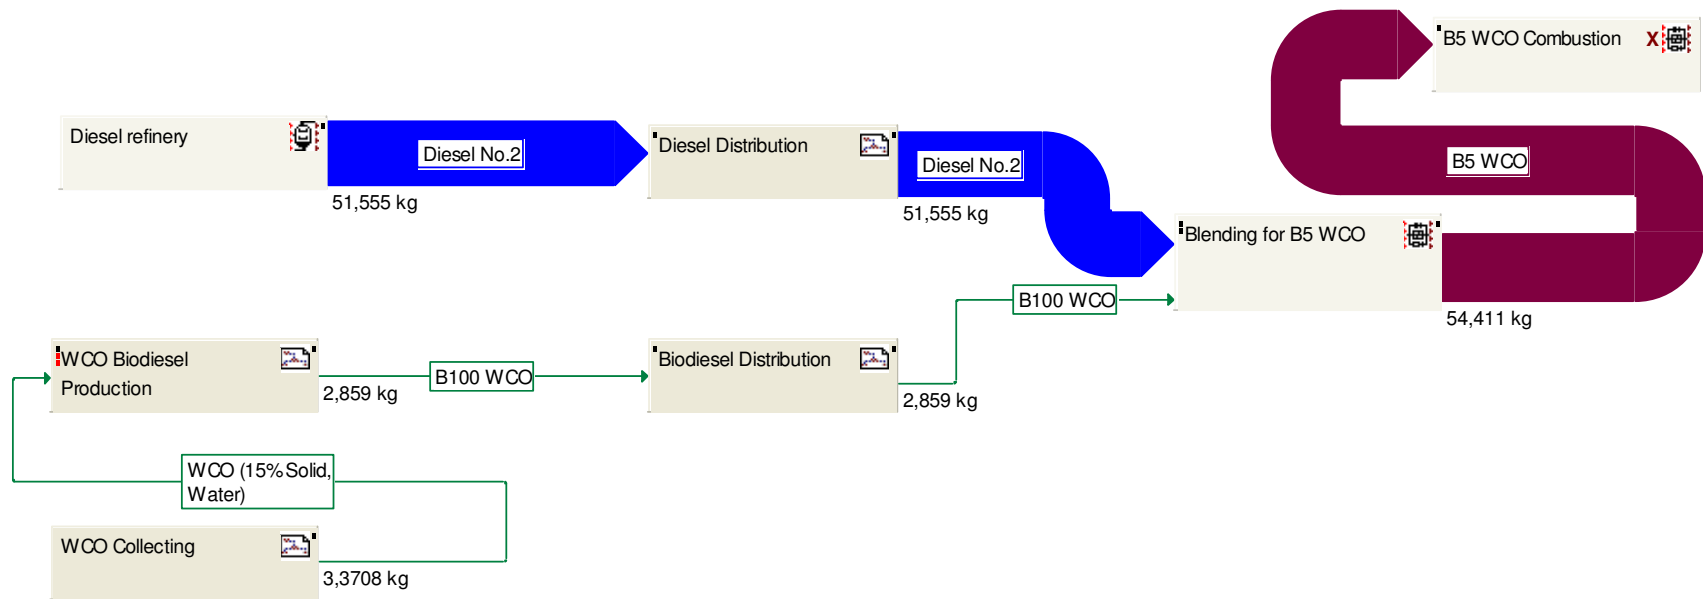 B5 WCO Combustion
X
Diesel refinery
Diesel No.2
51,555 kg
Diesel Distribution
Diesel No.2
51,555 kg
B5 WCO
Blending for B5 WCO
54,411 kg
B100 WCO
WCO Biodiesel
Production
2,859 kg
B100 WCO
Biodiesel Distribution
2,859 kg
WCO (15%Solid,
Water)
WCO Collecting
3,3708 kg